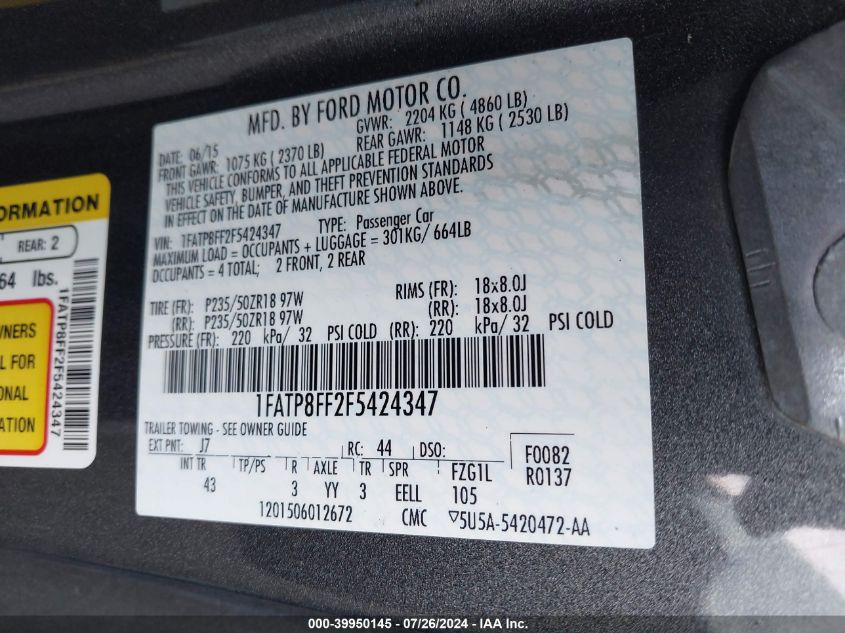 MFD. BY FORD MOTOR CO.
DATE: 06/15 GVWR: 2204 KG ( 4860 LB)
FRONT GAWR: 1075 KG ( 2370 LB) REAR GAWR: 1148 KG ( 2530 LB)
THIS VEHICLE CONFORMS TO ALL APPLICABLE FEDERAL MOTOR
VEHICLE SAFETY, BUMPER, AND THEFT PREVENTION STANDARDS
IN EFFECT ON THE DATE OF MANUFACTURE SHOWN ABOVE.
VIN: 1FATP8FF2F5424347 TYPE: Passenger Car
MAXIMUM LOAD = OCCUPANTS + LUGGAGE = 301KG/ 664LB
OCCUPANTS = 4 TOTAL; 2 FRONT, 2 REAR
TIRE (FR): P235/50ZR18 97W RIMS (FR): 18x8.0J
(RR): P235/50ZR18 97W (RR): 18x8.0J
PRESSURE (FR): 220 kPa/ 32 PSI COLD (RR): 220 kPa/ 32 PSI COLD
1FATP8FF2F5424347
TRAILER TOWING - SEE OWNER GUIDE
EXT PNT: J7 RC: 44 DSO: F0082
INT TR TP/PS R AXLE TR SPR FZG1L R0137
43 3 YY 3 EELL 105
1201506012672 CMC ▽5U5A-5420472-AA
ORMATION
REAR: 2
64 lbs.
WNERS
L FOR
ONAL
ATION
1FATP8FF2F5424347
000-39950145 - 07/26/2024 - IAA Inc.